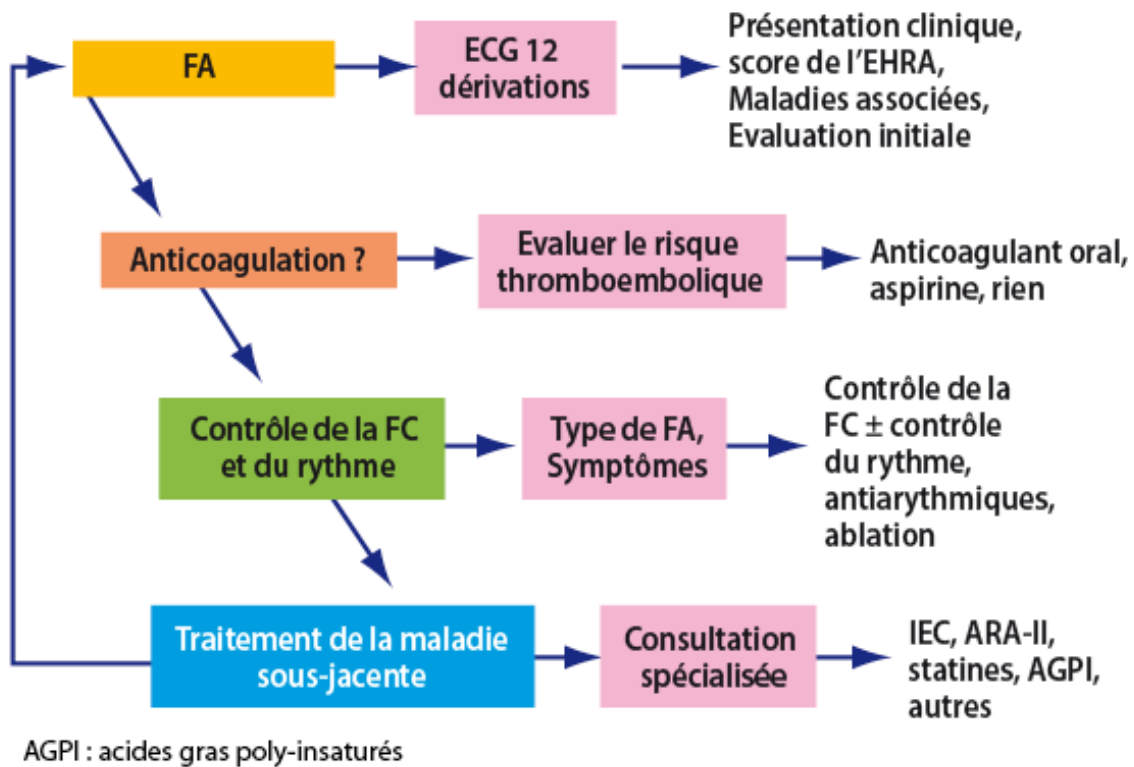 FA
ECG 12
dérivations
Présentation clinique,
score de l’EHRA,
Maladies associées,
Evaluation initiale
Anticoagulation ?
Evaluer le risque
thromboembolique
Anticoagulant oral,
aspirine, rien
Contrôle de la FC
et du rythme
Type de FA,
Symptômes
Contrôle de la
FC ± contrôle
du rythme,
antiarythmiques,
ablation
Traitement de la maladie
sous-jacente
Consultation
spécialisée
IEC, ARA-II,
statines, AGPI,
autres
AGPI : acides gras poly-insaturés